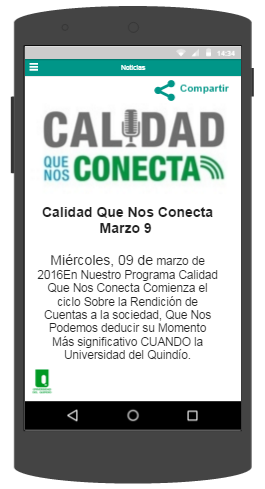 14:34
Noticias
Compartir
CALIDAD
QUE
NOS CONECTA
Calidad Que Nos Conecta
Marzo 9
Miércoles, 09 de marzo de
2016En Nuestro Programa Calidad
Que Nos Conecta Comienza el
ciclo Sobre la Rendición de
Cuentas a la sociedad, Que Nos
Podemos deducir su Momento
Más significativo CUANDO la
Universidad del Quindío.